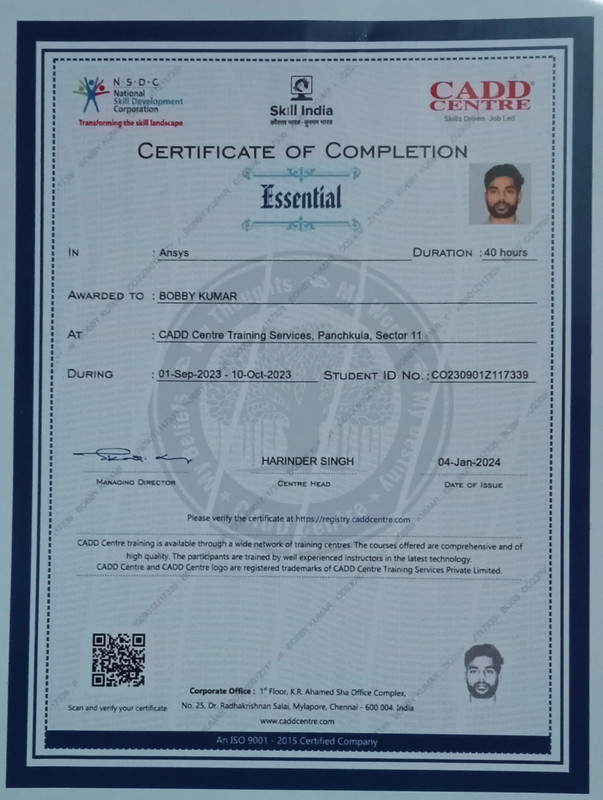 N·S·D·C
National
Skill Development
Corporation
Transforming the skill landscape
Skill India
कौशल भारत - कुशल भारत
CADD
CENTRE
Skills Driven. Job Led
CERTIFICATE OF COMPLETION
Essential
IN : Ansys DURATION : 40 hours
AWARDED TO : BOBBY KUMAR
AT : CADD Centre Training Services, Panchkula, Sector 11
DURING : 01-Sep-2023 - 10-Oct-2023 STUDENT ID NO. : CO230901Z117339
HARINDER SINGH 04-Jan-2024
MANAGING DIRECTOR CENTRE HEAD DATE OF ISSUE
Please verify the certificate at https://registry.caddcentre.com
CADD Centre training is available through a wide network of training centres. The courses offered are comprehensive and of
high quality. The participants are trained by well experienced instructors in the latest technology.
CADD Centre and CADD Centre logo are registered trademarks of CADD Centre Training Services Private Limited.
Scan and verify your certificate
Corporate Office : 1st Floor, K.R. Ahamed Sha Office Complex,
No. 25, Dr. Radhakrishnan Salai, Mylapore, Chennai - 600 004. India
www.caddcentre.com
An ISO 9001 - 2015 Certified Company